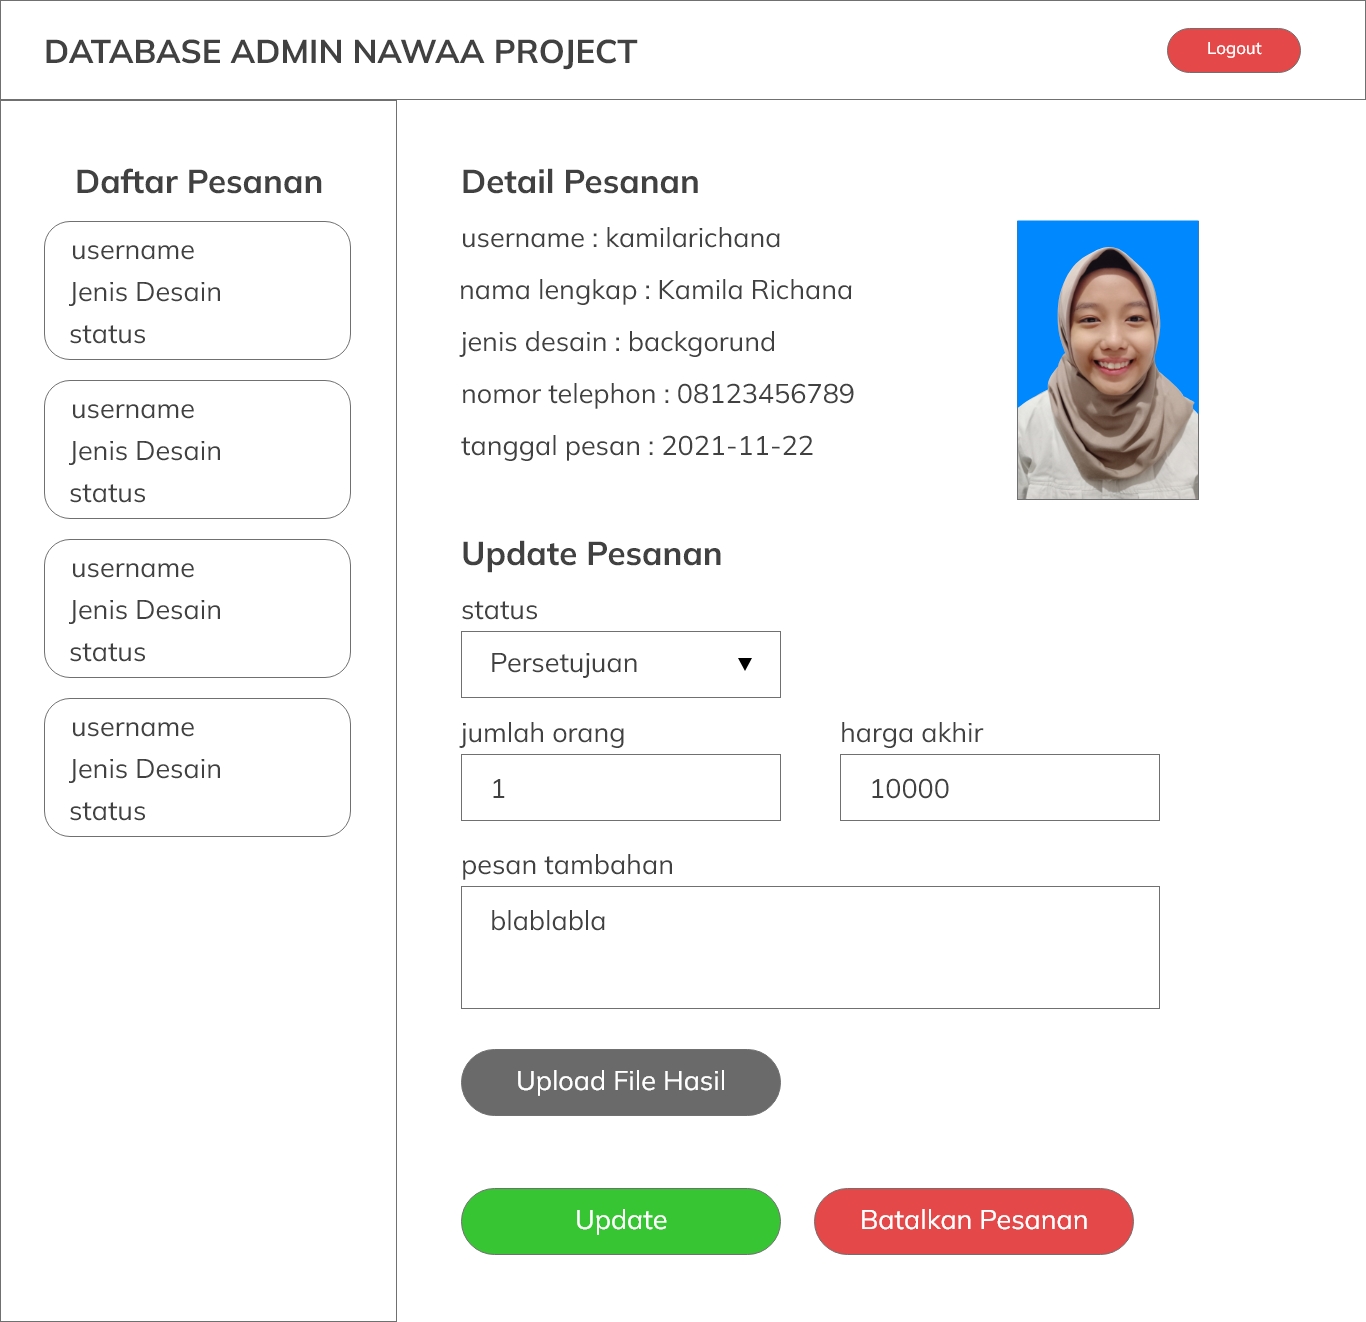 DATABASE ADMIN NAWAA PROJECT
Logout
Daftar Pesanan
username
Jenis Desain
status
username
Jenis Desain
status
username
Jenis Desain
status
username
Jenis Desain
status
Detail Pesanan
username : kamilarichana
nama lengkap : Kamila Richana
jenis desain : backgorund
nomor telephon : 08123456789
tanggal pesan : 2021-11-22
Update Pesanan
status
Persetujuan
jumlah orang
1
harga akhir
10000
pesan tambahan
blablabla
Upload File Hasil
Update
Batalkan Pesanan